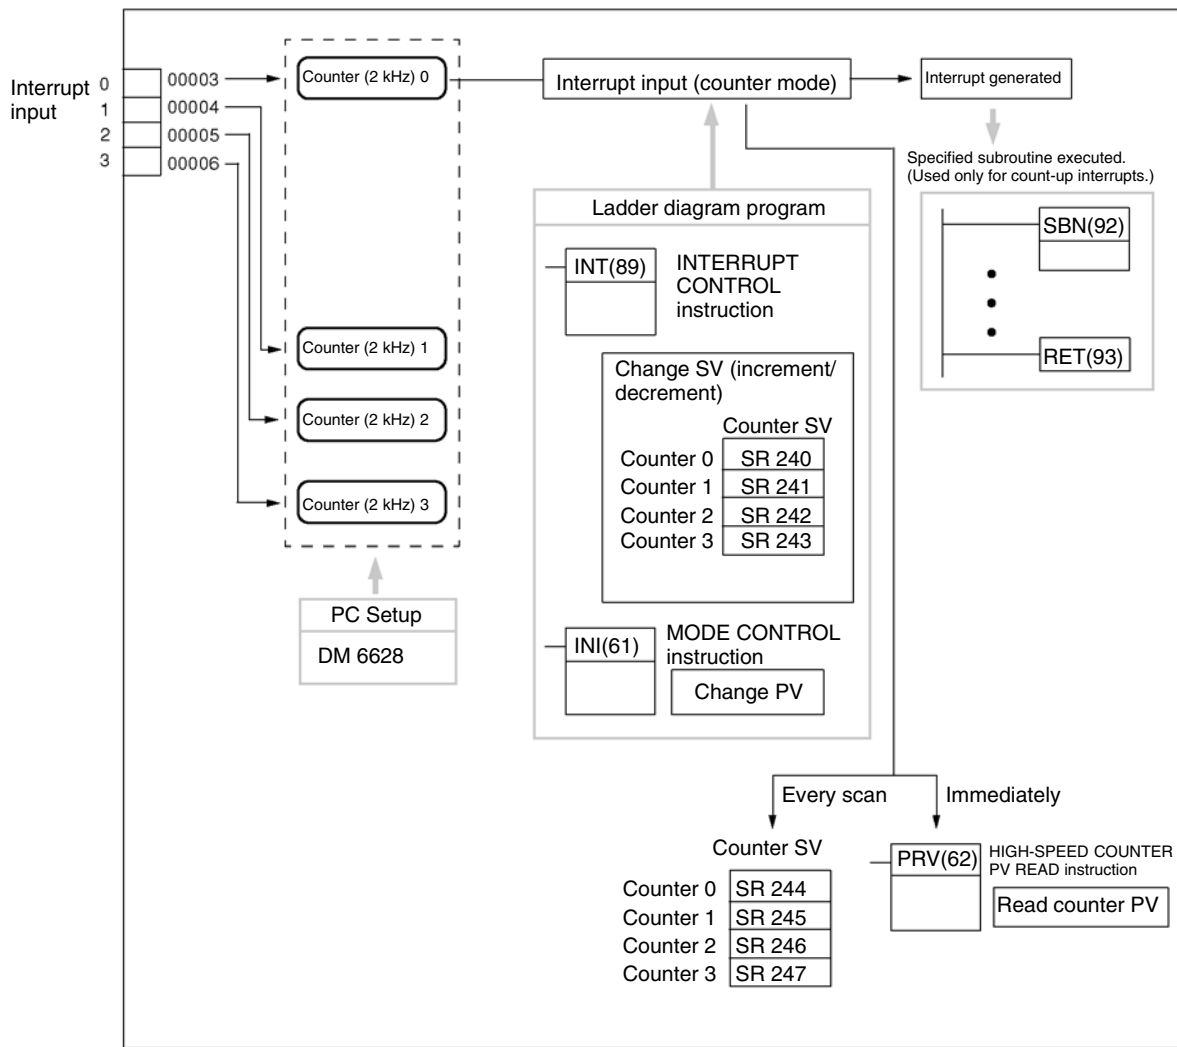 Interrupt
input
0
1
2
3
00003
00004
00005
00006
Counter (2 kHz) 0
Counter (2 kHz) 1
Counter (2 kHz) 2
Counter (2 kHz) 3
PC Setup
DM 6628
Interrupt input (counter mode)
Interrupt generated
Specified subroutine executed.
(Used only for count-up interrupts.)
SBN(92)
RET(93)
Ladder diagram program
INT(89)
INTERRUPT
CONTROL
instruction
Change SV (increment/
decrement)
Counter SV
Counter 0 SR 240
Counter 1 SR 241
Counter 2 SR 242
Counter 3 SR 243
INI(61)
MODE CONTROL
instruction
Change PV
Every scan
Immediately
Counter SV
Counter 0 SR 244
Counter 1 SR 245
Counter 2 SR 246
Counter 3 SR 247
PRV(62)
HIGH-SPEED COUNTER
PV READ instruction
Read counter PV